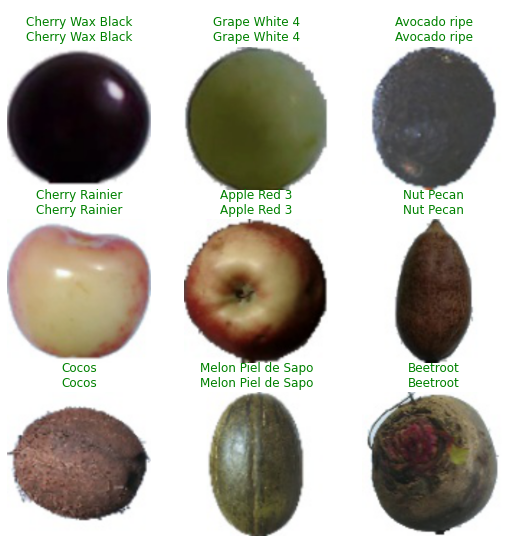 Cherry Wax Black
Cherry Wax Black
Grape White 4
Grape White 4
Avocado ripe
Avocado ripe
Cherry Rainier
Cherry Rainier
Apple Red 3
Apple Red 3
Nut Pecan
Nut Pecan
Cocos
Cocos
Melon Piel de Sapo
Melon Piel de Sapo
Beetroot
Beetroot